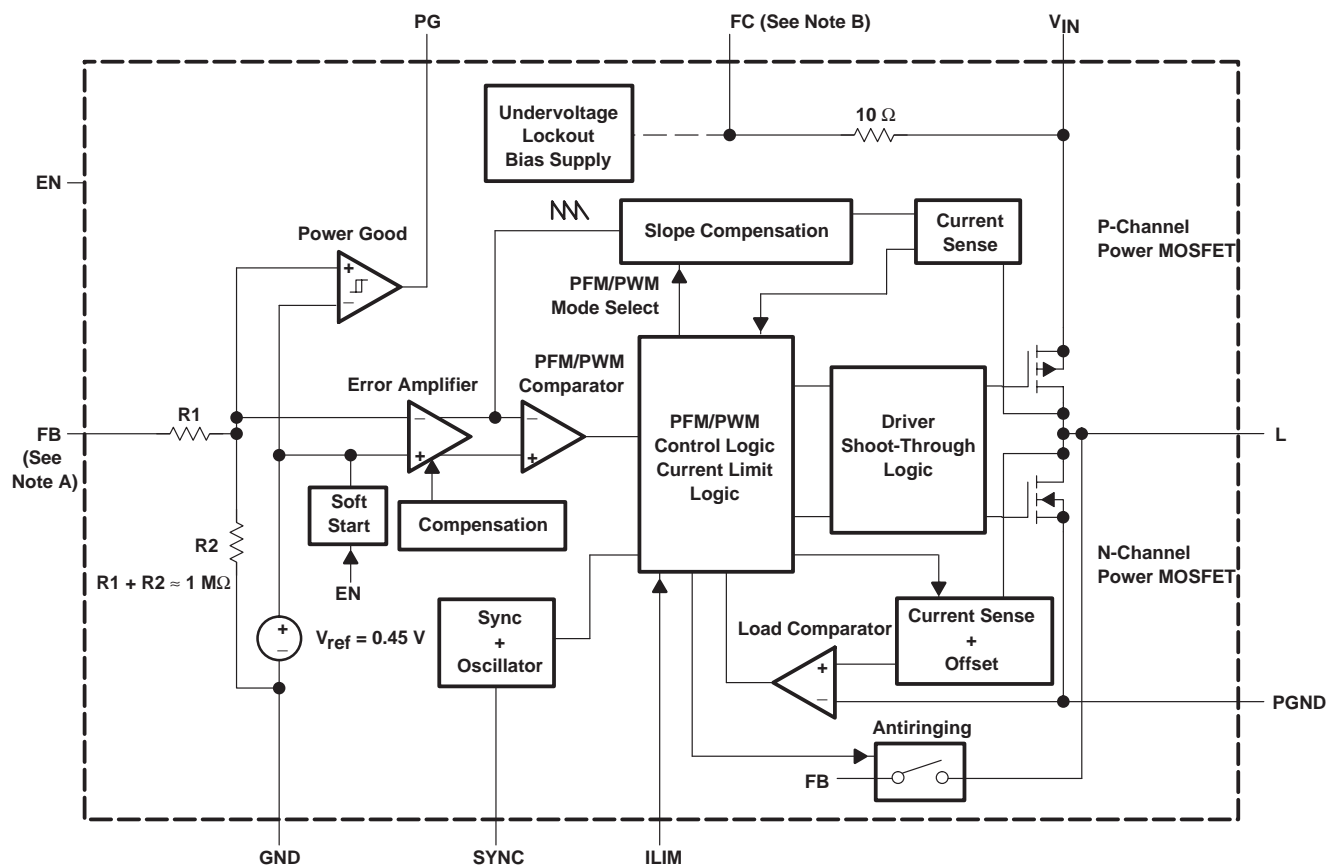 PG
FC (See Note B)
VIN
10 Ω
Undervoltage
Lockout
Bias Supply
EN
Slope Compensation
Current
Sense
P-Channel
Power MOSFET
Power Good
+
−
PFM/PWM
Mode Select
PFM/PWM
Comparator
Error Amplifier
R1
FB
(See
Note A)
−
+
−
+
PFM/PWM
Control Logic
Current Limit
Logic
Driver
Shoot-Through
Logic
L
Soft
Start
Compensation
R2
R1 + R2 ≈ 1 MΩ
EN
N-Channel
Power MOSFET
+
−
Vref = 0.45 V
Sync
+
Oscillator
Load Comparator
+
−
Current Sense
+
Offset
PGND
Antiringing
FB
GND
SYNC
ILIM